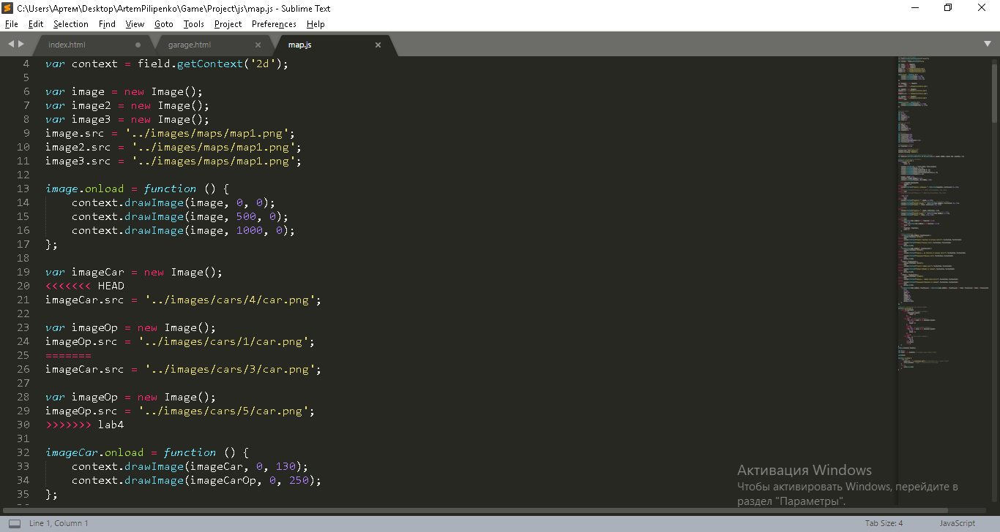 C:\Users\Артем\Desktop\ArtemPilipenko\Game\Project\js\map.js - Sublime Text
File Edit Selection Find View Goto Tools Project Preferences Help
index.html garage.html map.js
4 var context = field.getContext('2d');
5
6 var image = new Image();
7 var image2 = new Image();
8 var image3 = new Image();
9 image.src = '../images/maps/map1.png';
10 image2.src = '../images/maps/map1.png';
11 image3.src = '../images/maps/map1.png';
12
13 image.onload = function () {
14 context.drawImage(image, 0, 0);
15 context.drawImage(image, 500, 0);
16 context.drawImage(image, 1000, 0);
17 };
18
19 var imageCar = new Image();
20 <<<<<<< HEAD
21 imageCar.src = '../images/cars/4/car.png';
22
23 var imageOp = new Image();
24 imageOp.src = '../images/cars/1/car.png';
25 =======
26 imageCar.src = '../images/cars/3/car.png';
27
28 var imageOp = new Image();
29 imageOp.src = '../images/cars/5/car.png';
30 >>>>>>> lab4
31
32 imageCar.onload = function () {
33 context.drawImage(imageCar, 0, 130);
34 context.drawImage(imageCarOp, 0, 250);
35 };
Активация Windows
Чтобы активировать Windows, перейдите в
раздел "Параметры".
Line 1, Column 1 Tab Size: 4 JavaScript